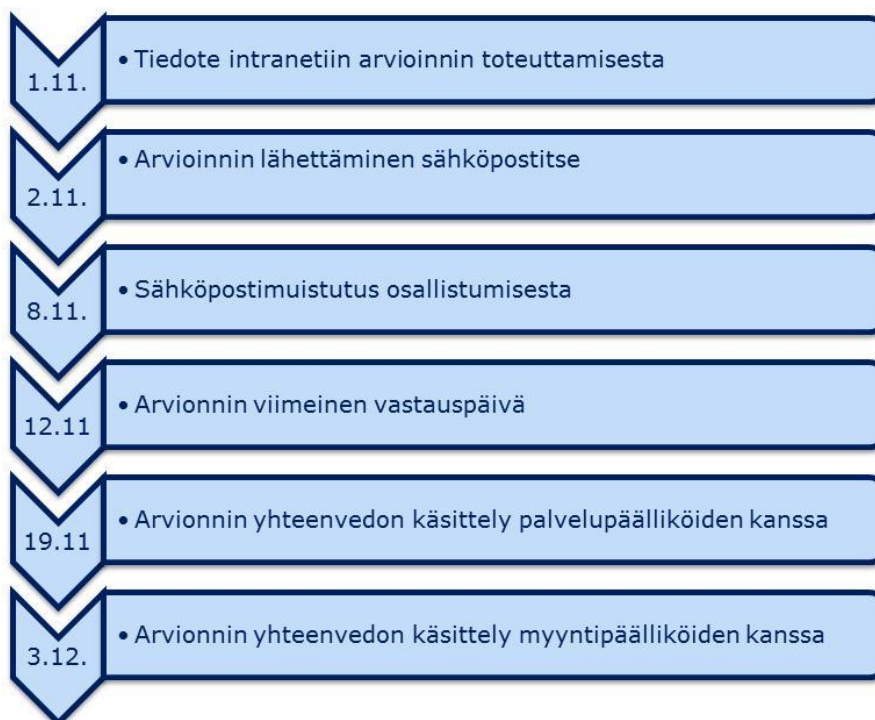 1.11.
• Tiedote intranetiin arvioinnin toteuttamisesta
2.11.
• Arvioinnin lähettäminen sähköpostitse
8.11.
• Sähköpostimuistutus osallistumisesta
12.11
• Arvionnin viimeinen vastauspäivä
19.11
• Arvionnin yhteenvedon käsittely palvelupäälliköiden kanssa
3.12.
• Arvionnin yhteenvedon käsittely myyntipäälliköiden kanssa